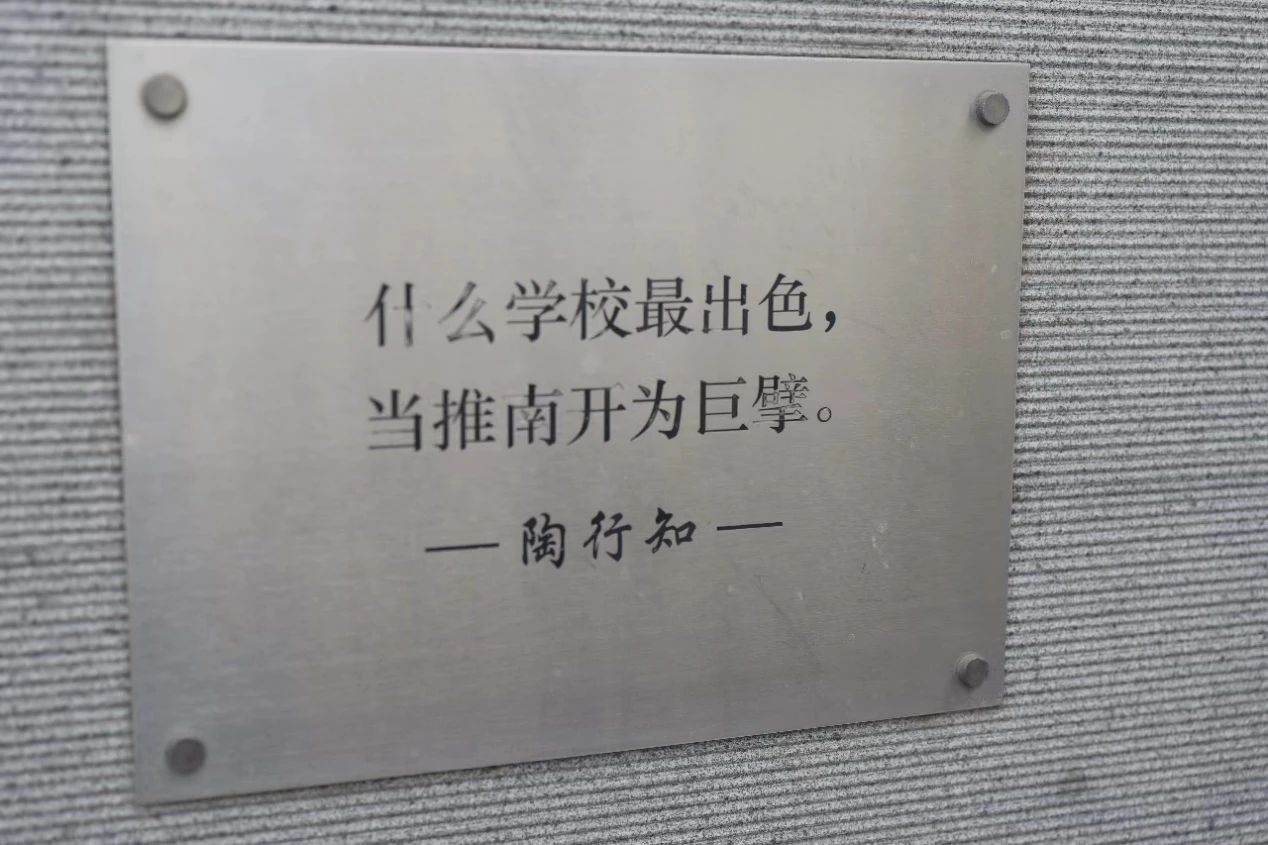 什么学校最出色，
当推南开为巨擘。
— 陶行知 —